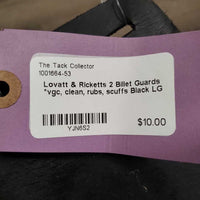 The Tack Collector
1001664-53
Lovatt & Ricketts 2 Billet Guards
*vgc, clean, rubs, scuffs Black LG
YJN6S2
$10.00